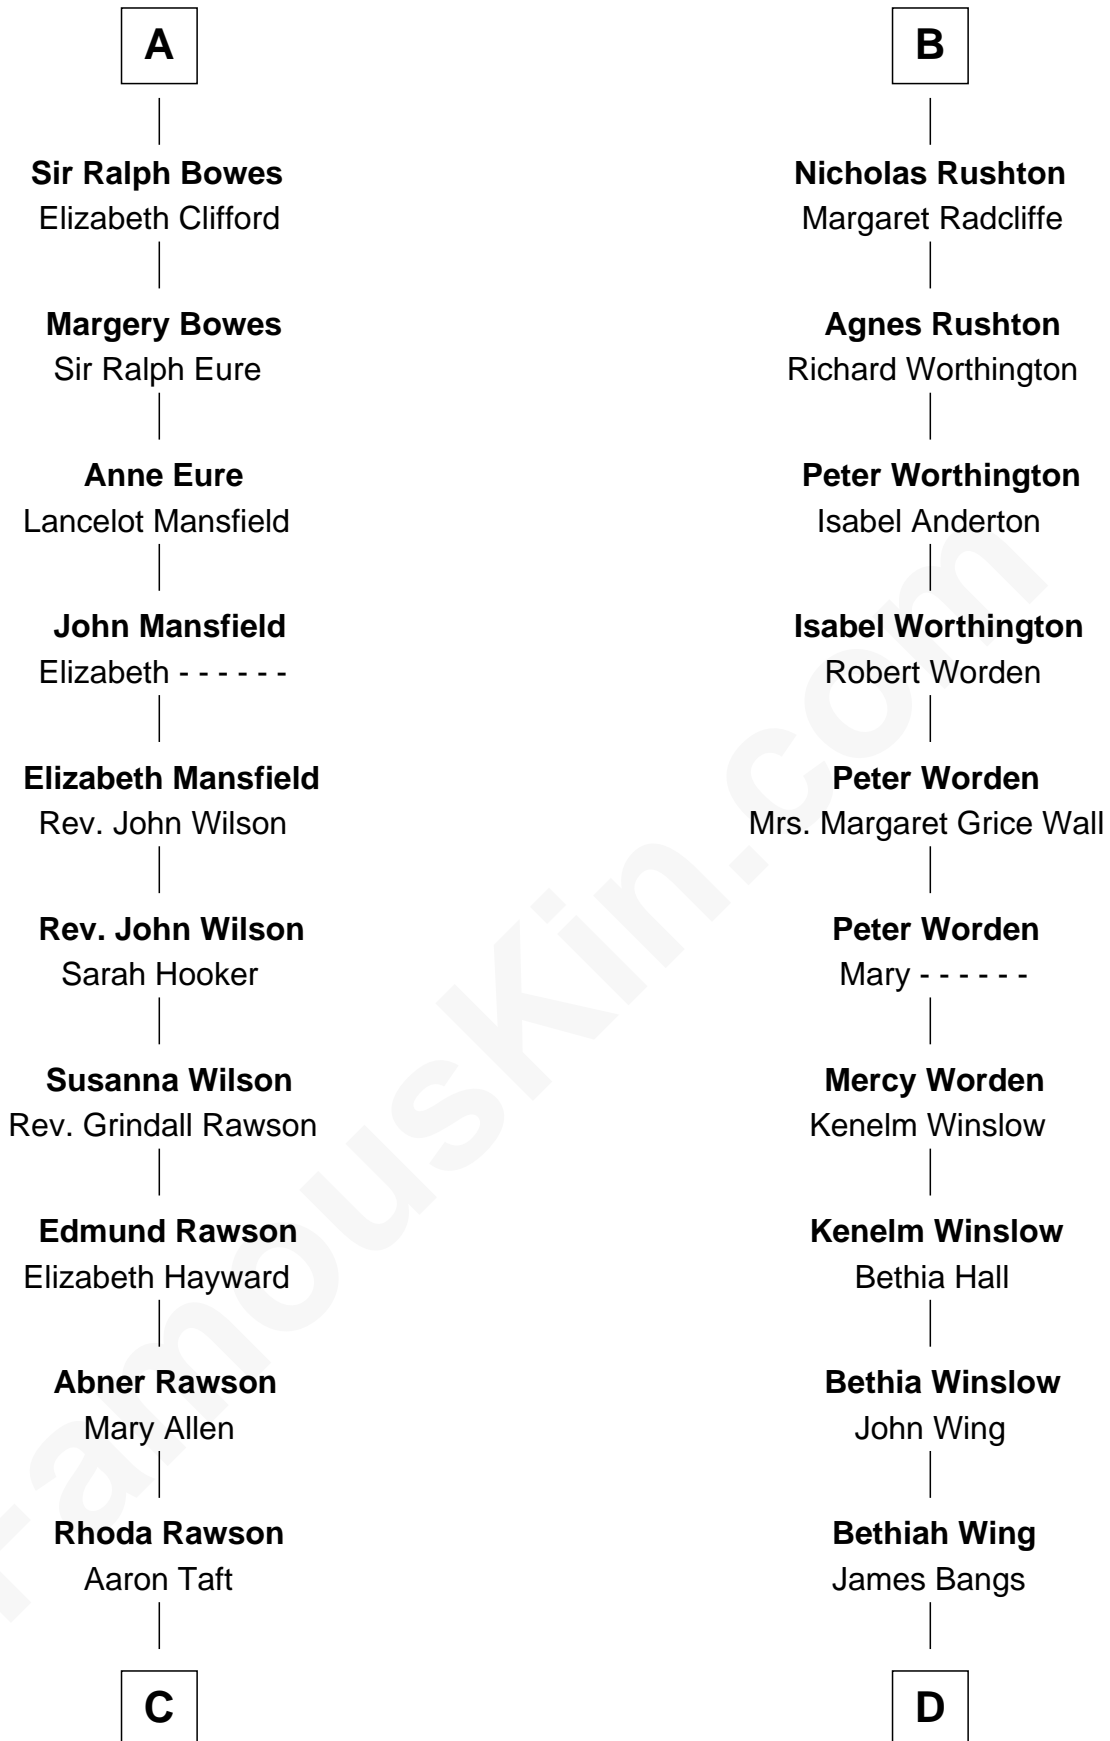 A
Sir Ralph Bowes
Elizabeth Clifford
Margery Bowes
Sir Ralph Eure
Anne Eure
Lancelot Mansfield
John Mansfield
Elizabeth - - - - - -
Elizabeth Mansfield
Rev. John Wilson
Rev. John Wilson
Sarah Hooker
Susanna Wilson
Rev. Grindall Rawson
Edmund Rawson
Elizabeth Hayward
Abner Rawson
Mary Allen
Rhoda Rawson
Aaron Taft
C
B
Nicholas Rushton
Margaret Radcliffe
Agnes Rushton
Richard Worthington
Peter Worthington
Isabel Anderton
Isabel Worthington
Robert Worden
Peter Worden
Mrs. Margaret Grice Wall
Peter Worden
Mary - - - - - -
Mercy Worden
Kenelm Winslow
Kenelm Winslow
Bethia Hall
Bethia Winslow
John Wing
Bethiah Wing
James Bangs
D
FamousKin.com